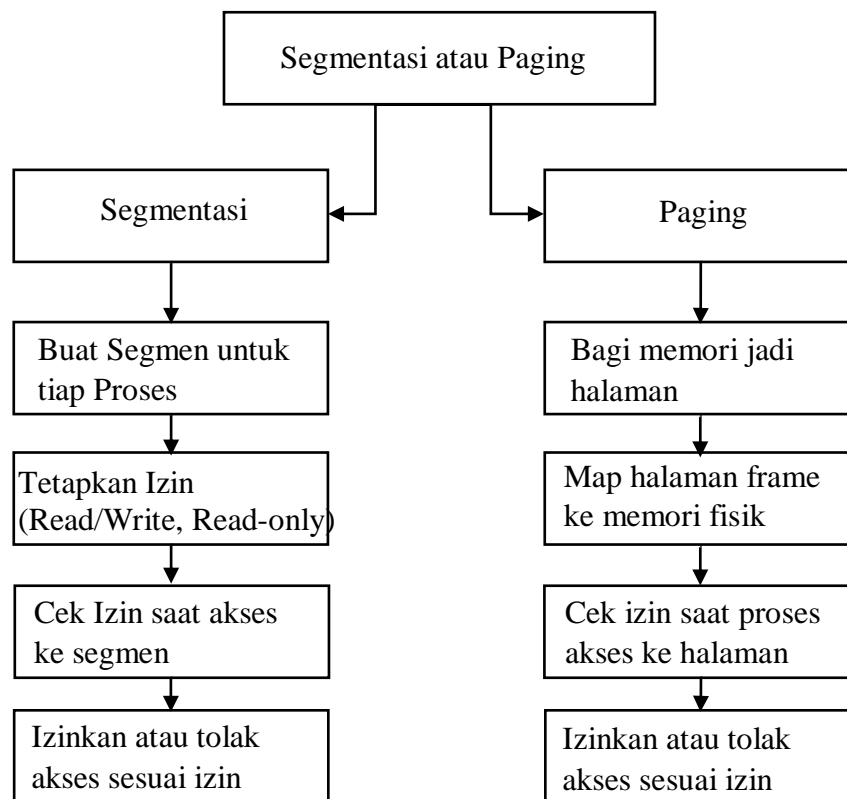 Segmentasi atau Paging
Segmentasi
Paging
Buat Segmen untuk
tiap Proses
Bagi memori jadi
halaman
Tetapkan Izin
(Read/Write, Read-only)
Map halaman frame
ke memori fisik
Cek Izin saat akses
ke segmen
Cek izin saat proses
akses ke halaman
Izinkan atau tolak
akses sesuai izin
Izinkan atau tolak
akses sesuai izin